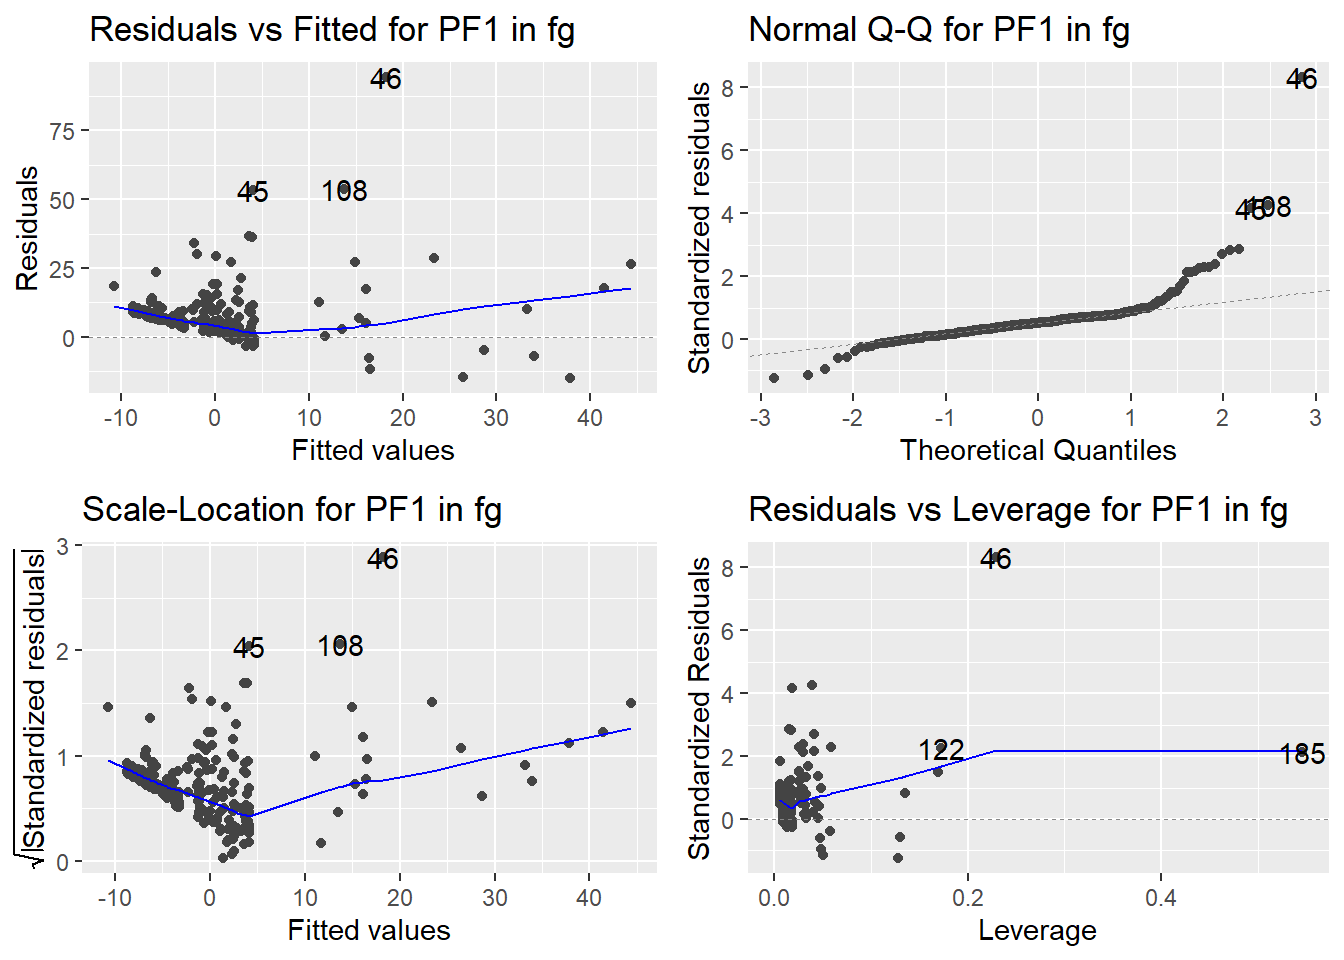 Residuals vs Fitted for PF1 in fg
Residuals
75
50
25
0
46
45
108
-10 0 10 20 30 40
Fitted values
Normal Q-Q for PF1 in fg
Standardized residuals
8
6
4
2
0
46
45
108
-3 -2 -1 0 1 2 3
Theoretical Quantiles
Scale-Location for PF1 in fg
√|Standardized residuals|
3
2
1
0
46
45
108
-10 0 10 20 30 40
Fitted values
Residuals vs Leverage for PF1 in fg
Standardized Residuals
8
6
4
2
0
46
122
185
0.0 0.2 0.4
Leverage